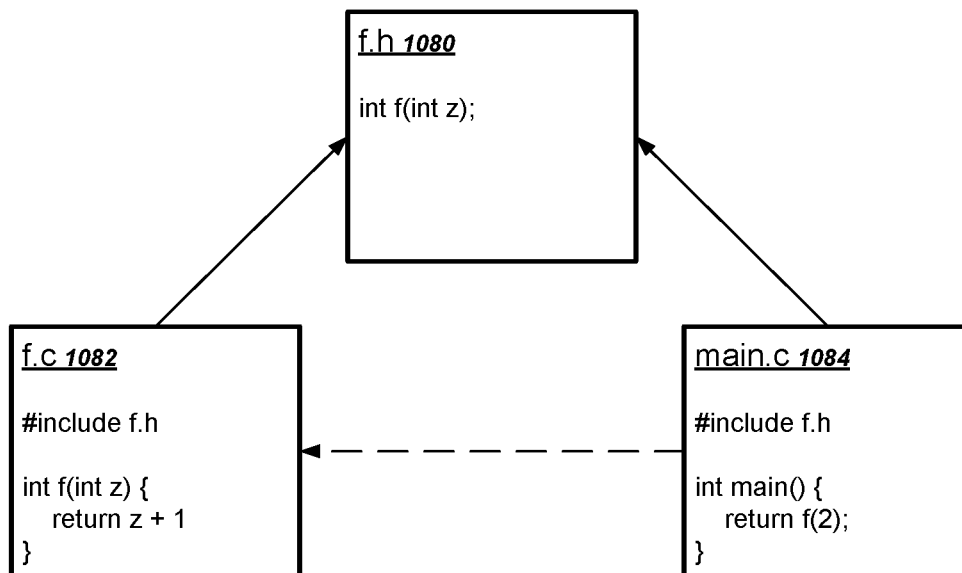 f.h 1080
int f(int z);
f.c 1082
#include f.h
int f(int z) {
return z + 1
}
main.c 1084
#include f.h
int main() {
return f(2);
}